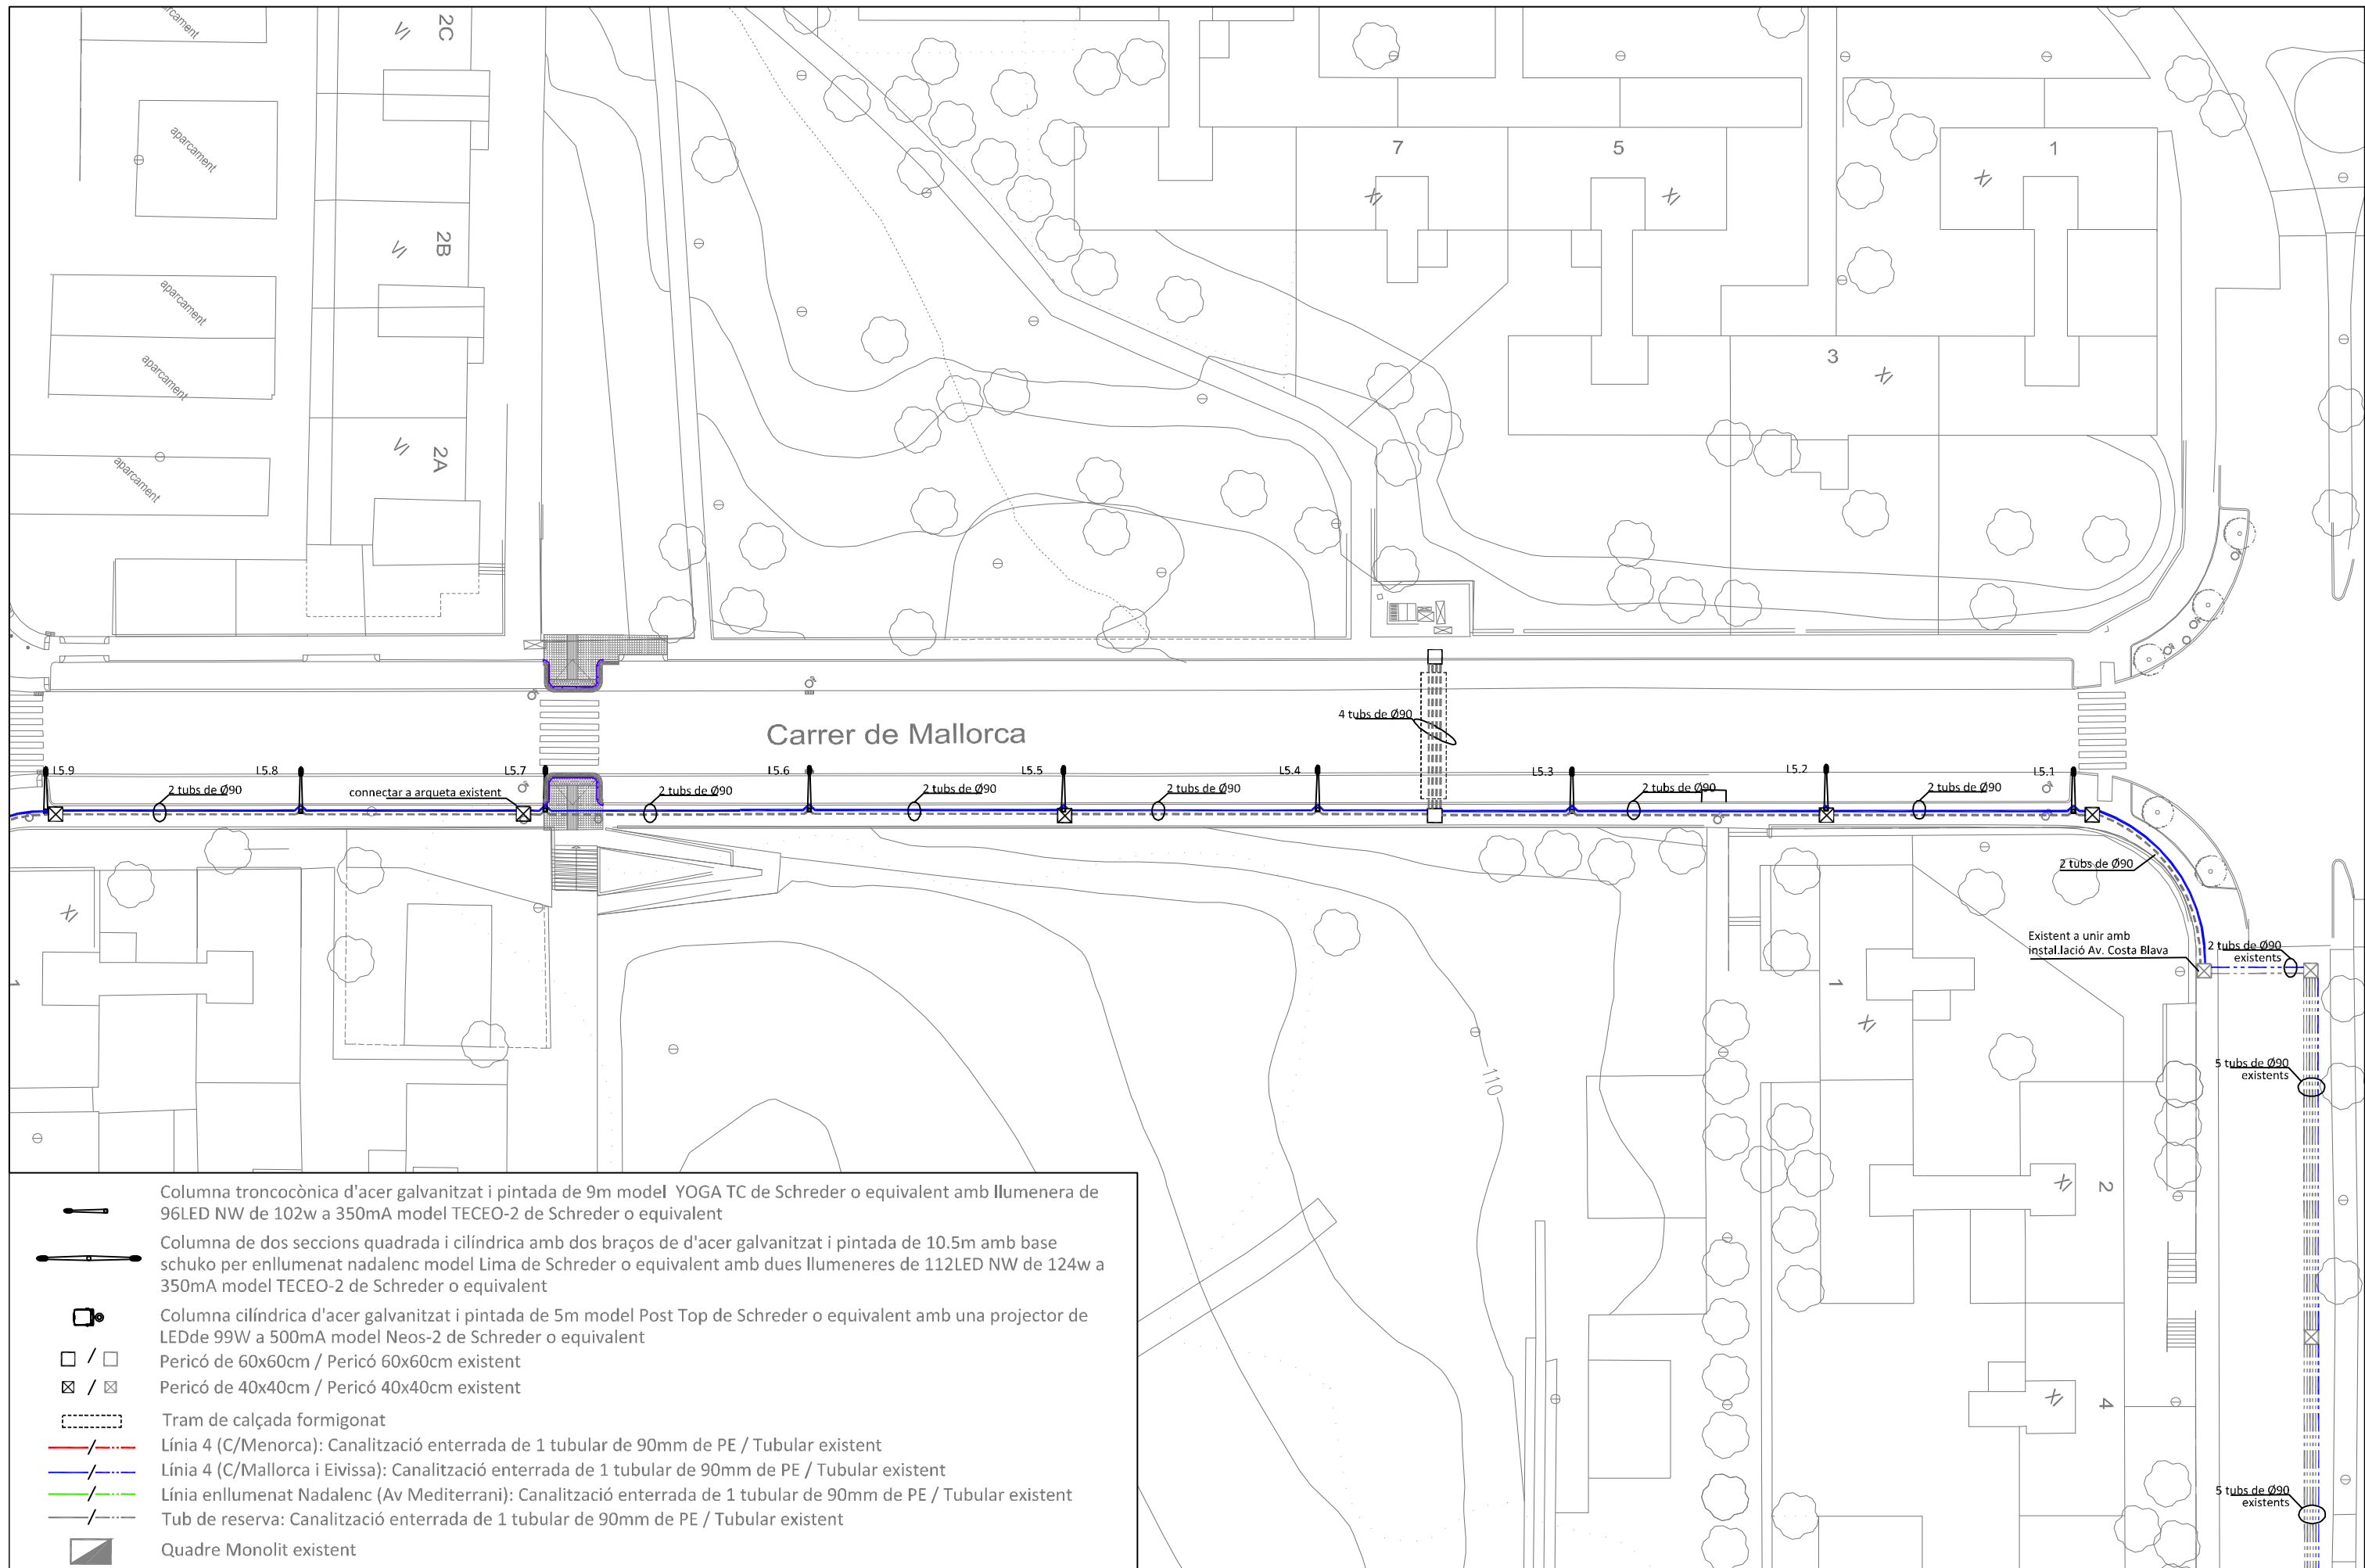 aparcament
2C
VI
aparcament
7
5
1
XI
XI
XI
2B
VI
aparcament
aparcament
3
XI
2A
VI
aparcament
4 tubs de Ø90
Carrer de Mallorca
L5.9
L5.8
L5.7
L5.6
L5.5
L5.4
L5.3
L5.2
L5.1
2 tubs de Ø90
connectar a arqueta existent
2 tubs de Ø90
2 tubs de Ø90
2 tubs de Ø90
2 tubs de Ø90
2 tubs de Ø90
2 tubs de Ø90
XI
Existent a unir amb
instal.lació Av. Costa Blava
2 tubs de Ø90
existents
1
1
XI
110
5 tubs de Ø90
existents
XI
2
XI
4
5 tubs de Ø90
existents
Columna troncocònica d'acer galvanitzat i pintada de 9m model YOGA TC de Schreder o equivalent amb llumenera de
96LED NW de 102w a 350mA model TECEO-2 de Schreder o equivalent
Columna de dos seccions quadrada i cilíndrica amb dos braços de d'acer galvanitzat i pintada de 10.5m amb base
schuko per enllumenat nadalenc model Lima de Schreder o equivalent amb dues llumeneres de 112LED NW de 124w a
350mA model TECEO-2 de Schreder o equivalent
Columna cilíndrica d'acer galvanitzat i pintada de 5m model Post Top de Schreder o equivalent amb una projector de
LEDde 99W a 500mA model Neos-2 de Schreder o equivalent
/ Pericó de 60x60cm / Pericó 60x60cm existent
/ Pericó de 40x40cm / Pericó 40x40cm existent
Tram de calçada formigonat
Línia 4 (C/Menorca): Canalització enterrada de 1 tubular de 90mm de PE / Tubular existent
Línia 4 (C/Mallorca i Eivissa): Canalització enterrada de 1 tubular de 90mm de PE / Tubular existent
Línia enllumenat Nadalenc (Av Mediterrani): Canalització enterrada de 1 tubular de 90mm de PE / Tubular existent
Tub de reserva: Canalització enterrada de 1 tubular de 90mm de PE / Tubular existent
Quadre Monolit existent